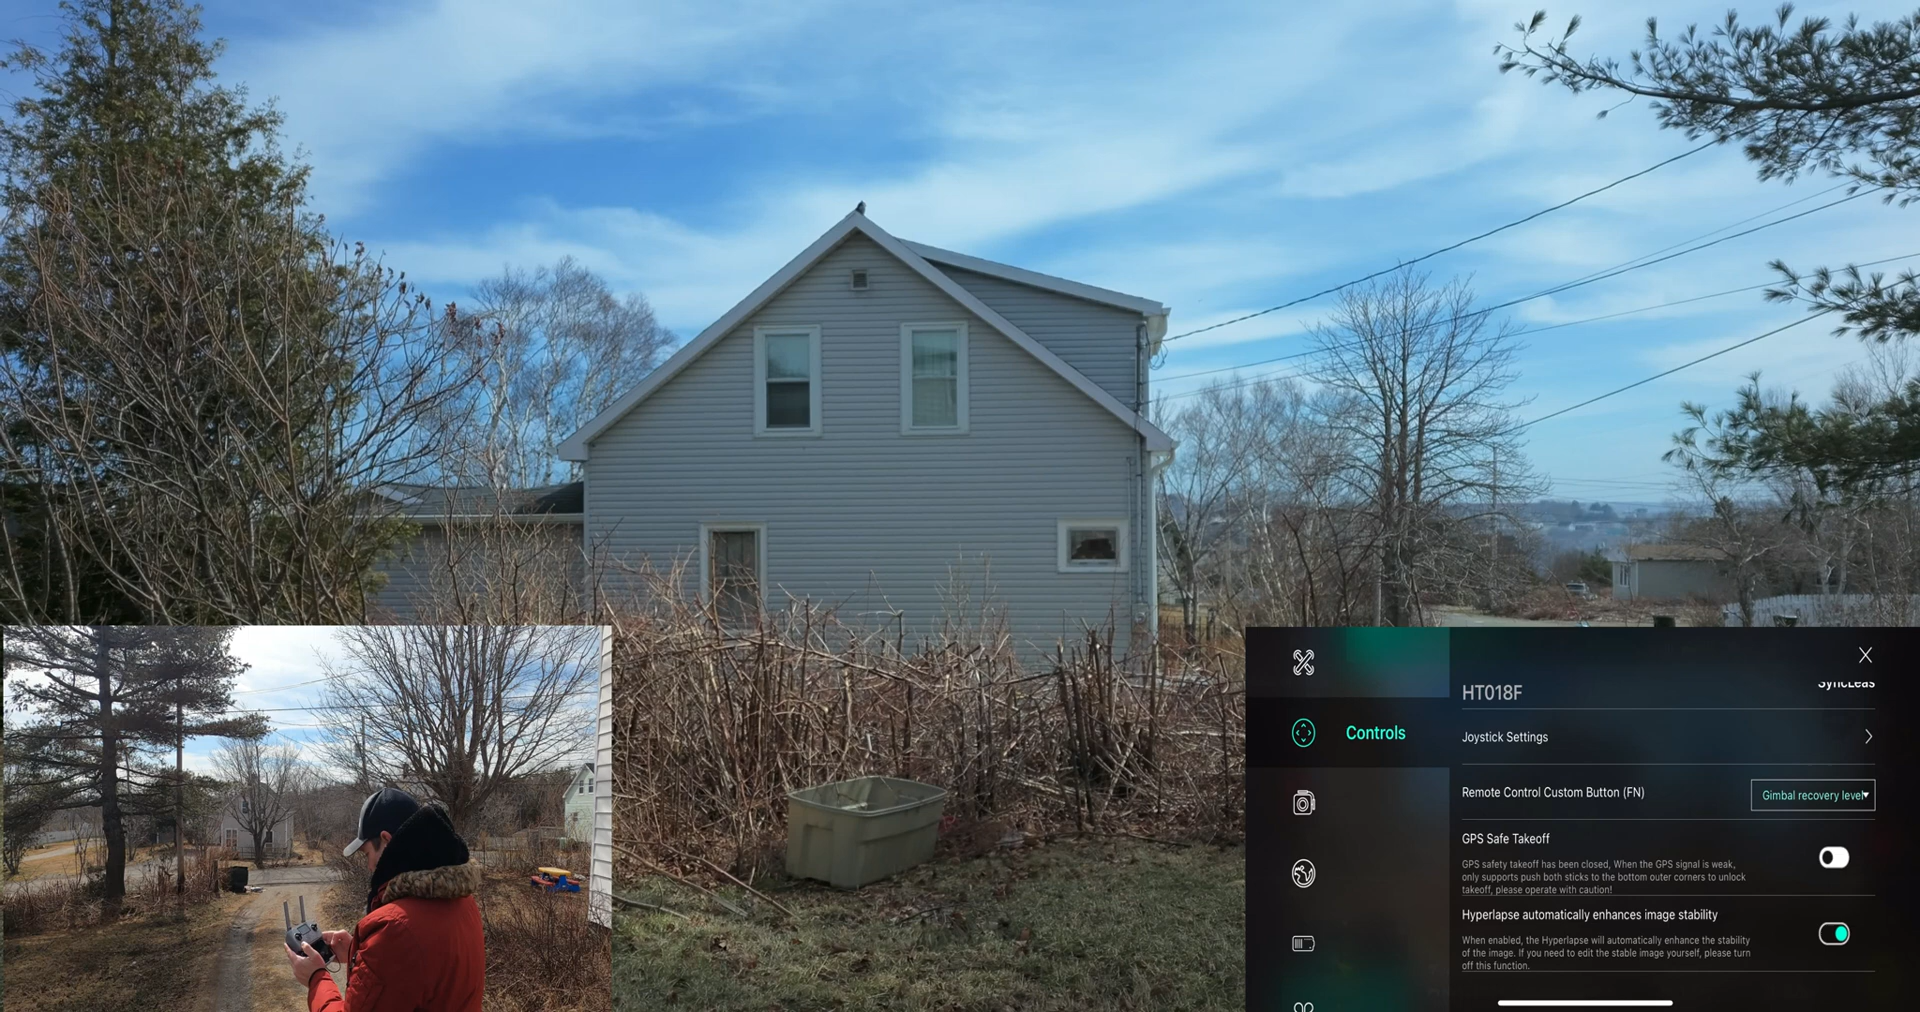 SyncLeas
HT018F
Controls
Joystick Settings
Remote Control Custom Button (FN)
Gimbal recovery level
GPS Safe Takeoff
GPS safety takeoff has been closed, When the GPS signal is weak,
only supports push both sticks to the bottom outer corners to unlock
takeoff, please operate with caution!
Hyperlapse automatically enhances image stability
When enabled, the Hyperlapse will automatically enhance the stability
of the image. If you need to edit the stable image yourself, please turn
off this function.